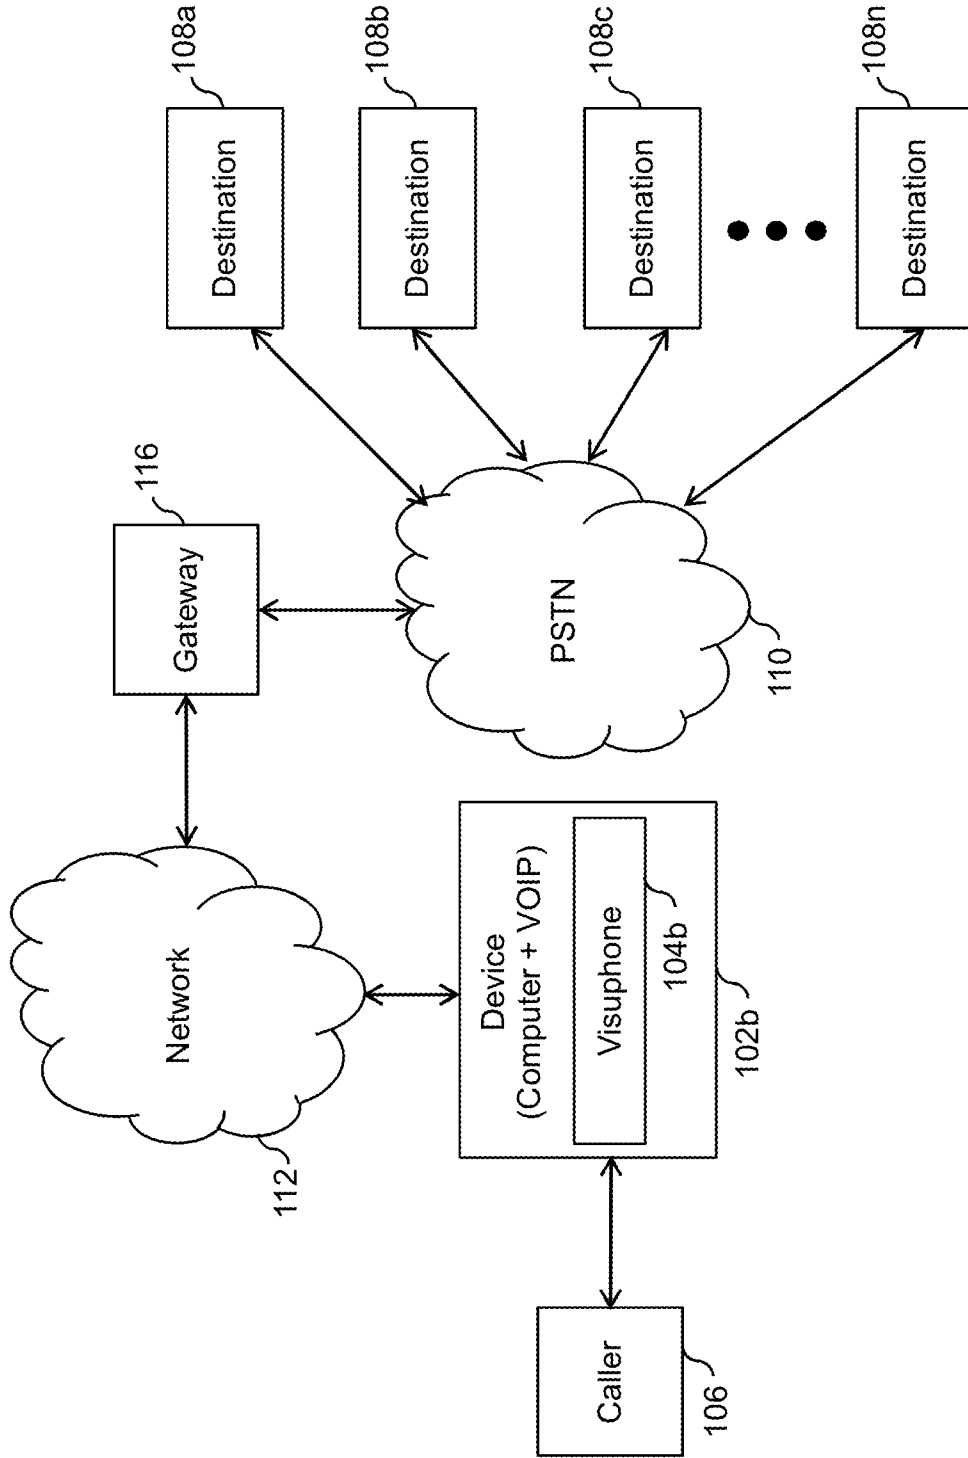 Network
112
Gateway
116
Destination
108a
Destination
108b
Destination
108c
Destination
108n
PSTN
110
Device
(Computer + VOIP)
Visuphone
104b
102b
Caller
106